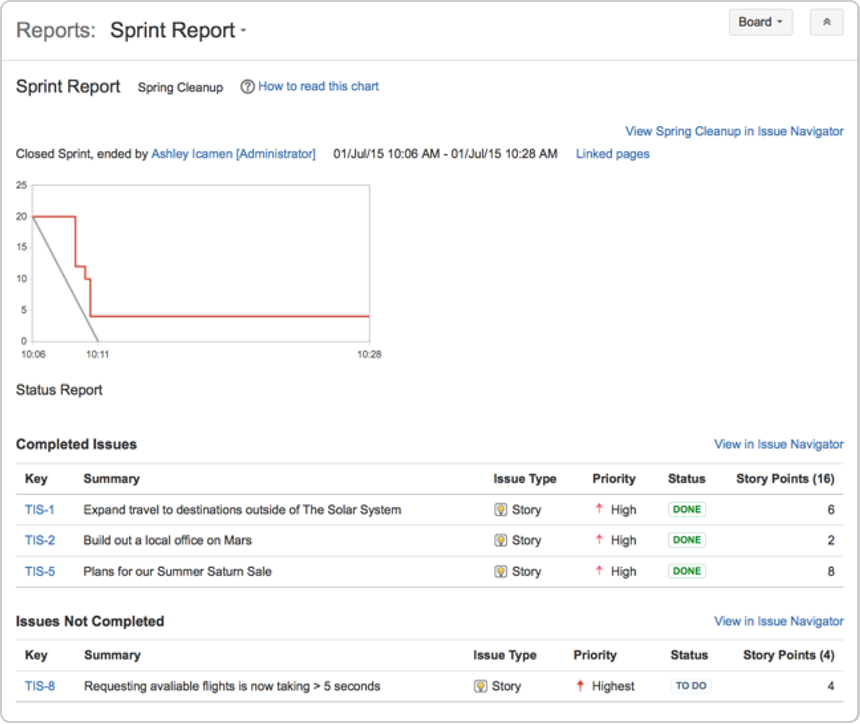 Reports: Sprint Report
Board
Sprint Report Spring Cleanup ? How to read this chart
View Spring Cleanup in Issue Navigator
Closed Sprint, ended by Ashley Icamen [Administrator] 01/Jul/15 10:06 AM - 01/Jul/15 10:28 AM Linked pages
25
20
15
10
5
0
10:06 10:11 10:28
Status Report
Completed Issues View in Issue Navigator
Key Summary Issue Type Priority Status Story Points (16)
TIS-1 Expand travel to destinations outside of The Solar System Story High DONE 6
TIS-2 Build out a local office on Mars Story High DONE 2
TIS-5 Plans for our Summer Saturn Sale Story High DONE 8
Issues Not Completed View in Issue Navigator
Key Summary Issue Type Priority Status Story Points (4)
TIS-8 Requesting avaliable flights is now taking > 5 seconds Story Highest TO DO 4